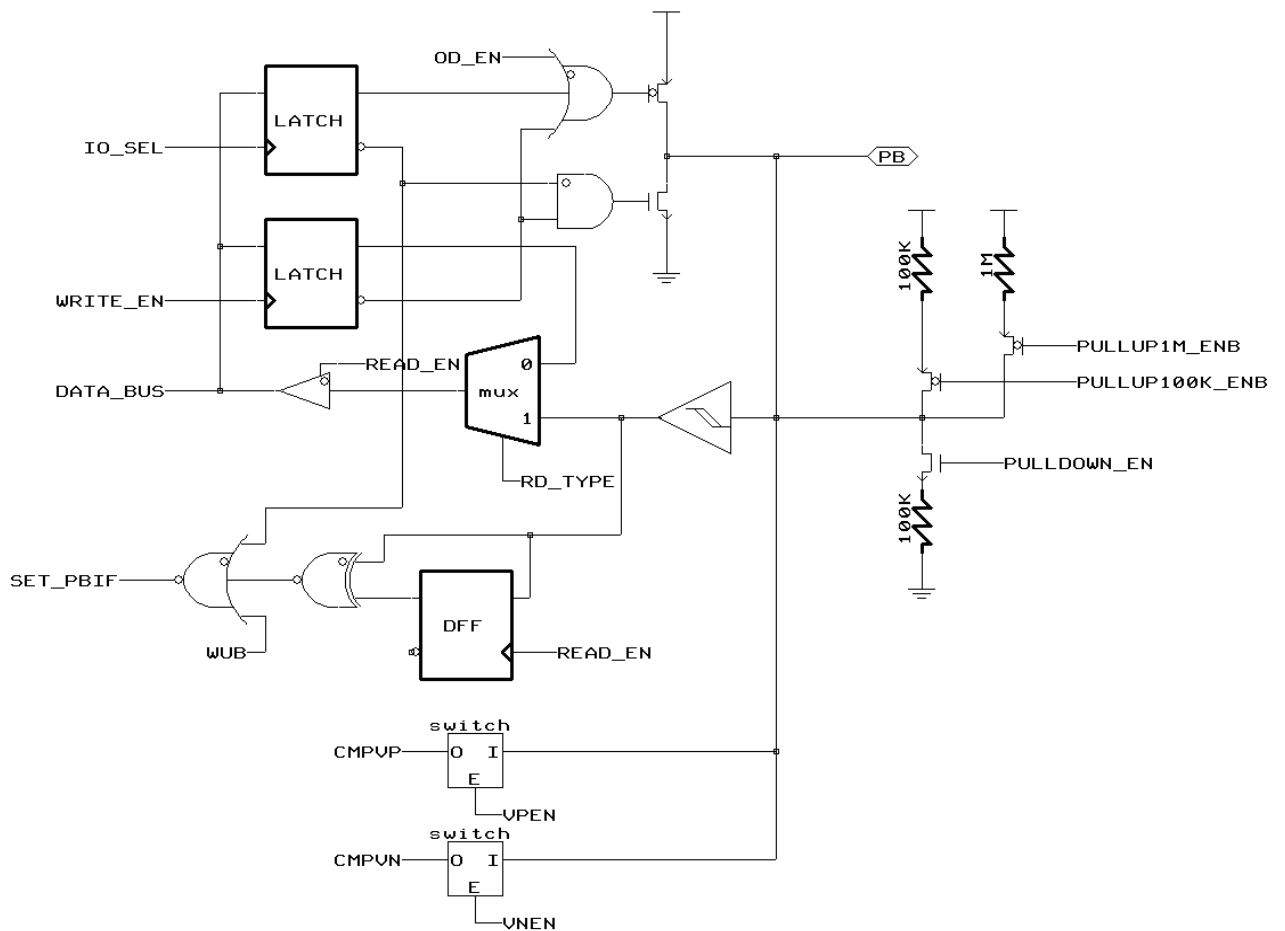 OD_EN
LATCH
IO_SEL
PB
LATCH
WRITE_EN
100K
1M
READ_EN
0
PULLUP1M_ENB
mux
PULLUP100K_ENB
DATA_BUS
1
PULLDOWN_EN
RD_TYPE
100K
SET_PBIF
DFF
WUB
READ_EN
switch
CMPVP
O I
E
VPEN
switch
CMPVN
O I
E
VNEN